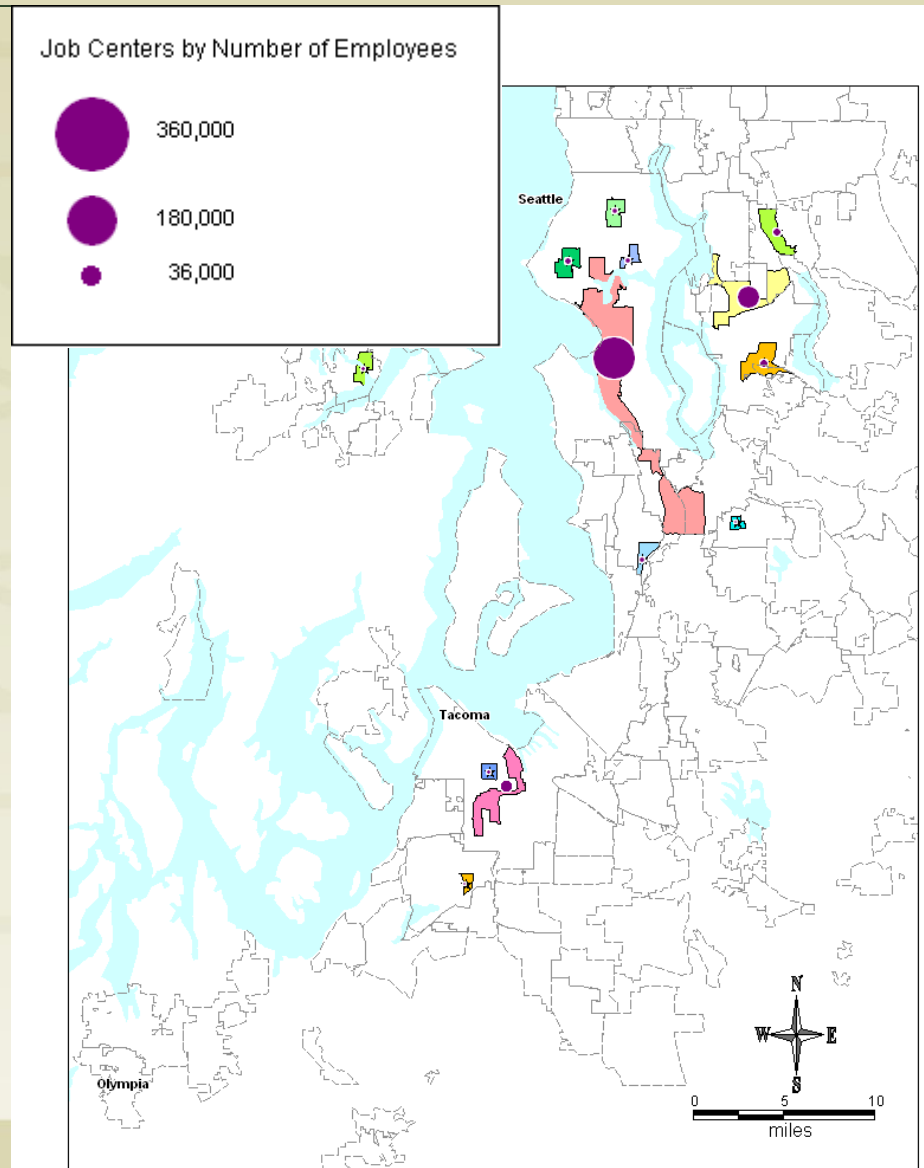 Job Centers by Number of Employees
360,000
180,000
36,000
Seattle
Tacoma
Olympia
N
W E
S
0 5 10
miles